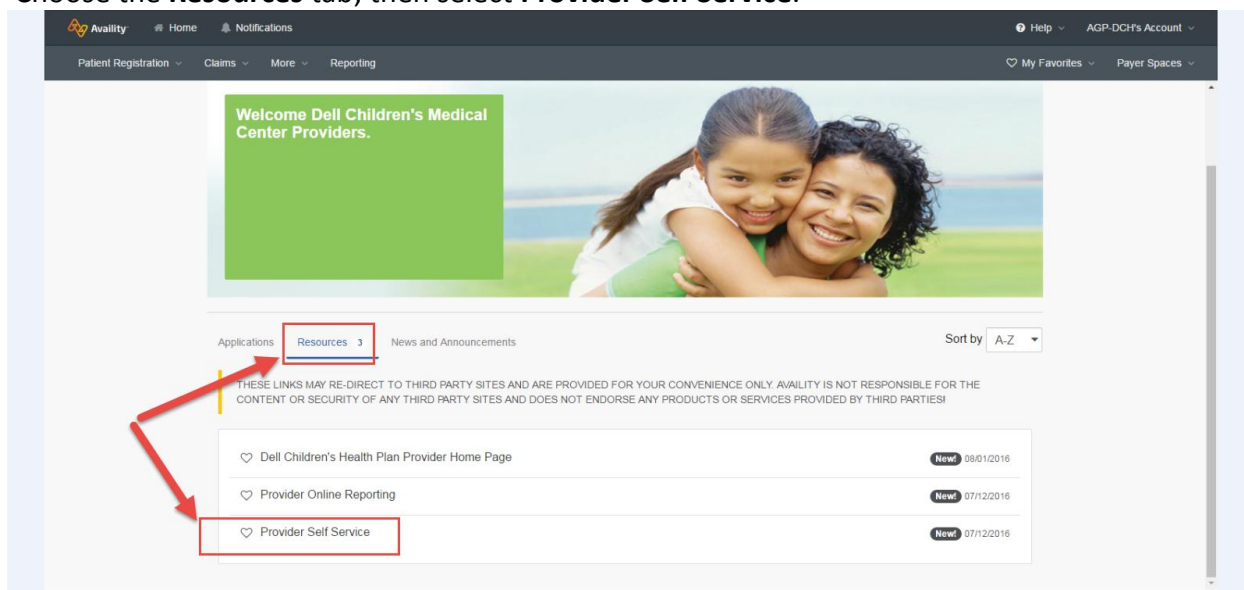 Choose the Resources tab, then select Provider Self Service.
Availity Home Notifications Help AGP-DCH's Account
Patient Registration Claims More Reporting My Favorites Payer Spaces
Welcome Dell Children's Medical
Center Providers.
Applications Resources 3 News and Announcements Sort by A-Z
THESE LINKS MAY RE-DIRECT TO THIRD PARTY SITES AND ARE PROVIDED FOR YOUR CONVENIENCE ONLY. AVAILITY IS NOT RESPONSIBLE FOR THE
CONTENT OR SECURITY OF ANY THIRD PARTY SITES AND DOES NOT ENDORSE ANY PRODUCTS OR SERVICES PROVIDED BY THIRD PARTIES!
Dell Children's Health Plan Provider Home Page New! 08/01/2016
Provider Online Reporting New! 07/12/2016
Provider Self Service New! 07/12/2016